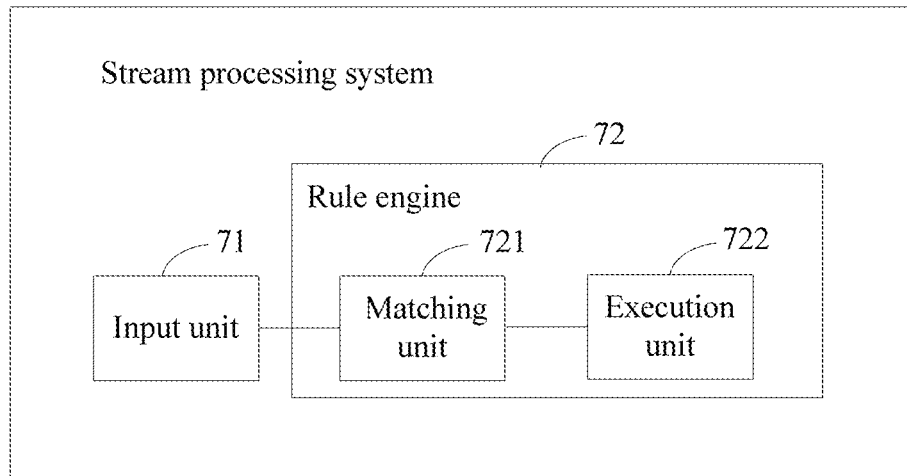 Stream processing system
72
Rule engine
71
721
722
Input unit
Matching
unit
Execution
unit